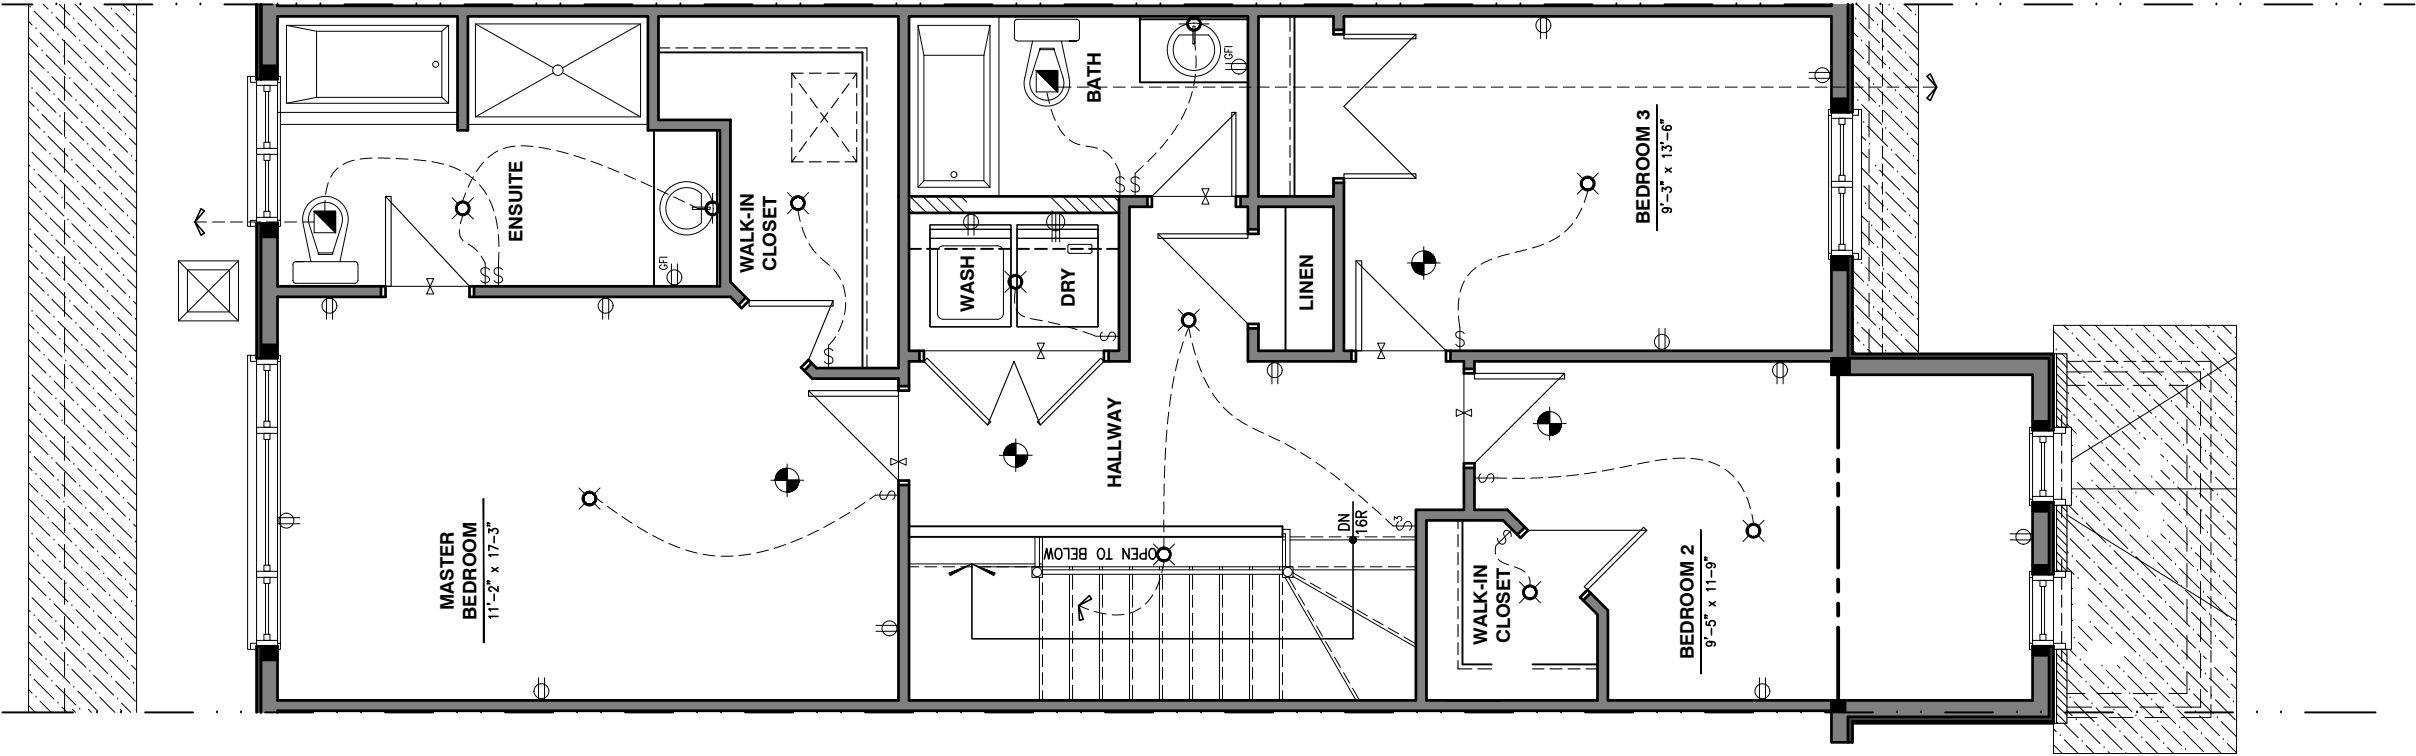 ENSUITE
GFI
WALK-IN
CLOSET
BATH
GFI
BEDROOM 3
9'-3" x 13'-6"
WASH
DRY
LINEN
HALLWAY
MASTER
BEDROOM
11'-2" x 17'-3"
OPEN TO BELOW
DN
16R
WALK-IN
CLOSET
BEDROOM 2
9'-5" x 11'-9"
S
S
S
S
S
S
S
S
S
S3
S
S